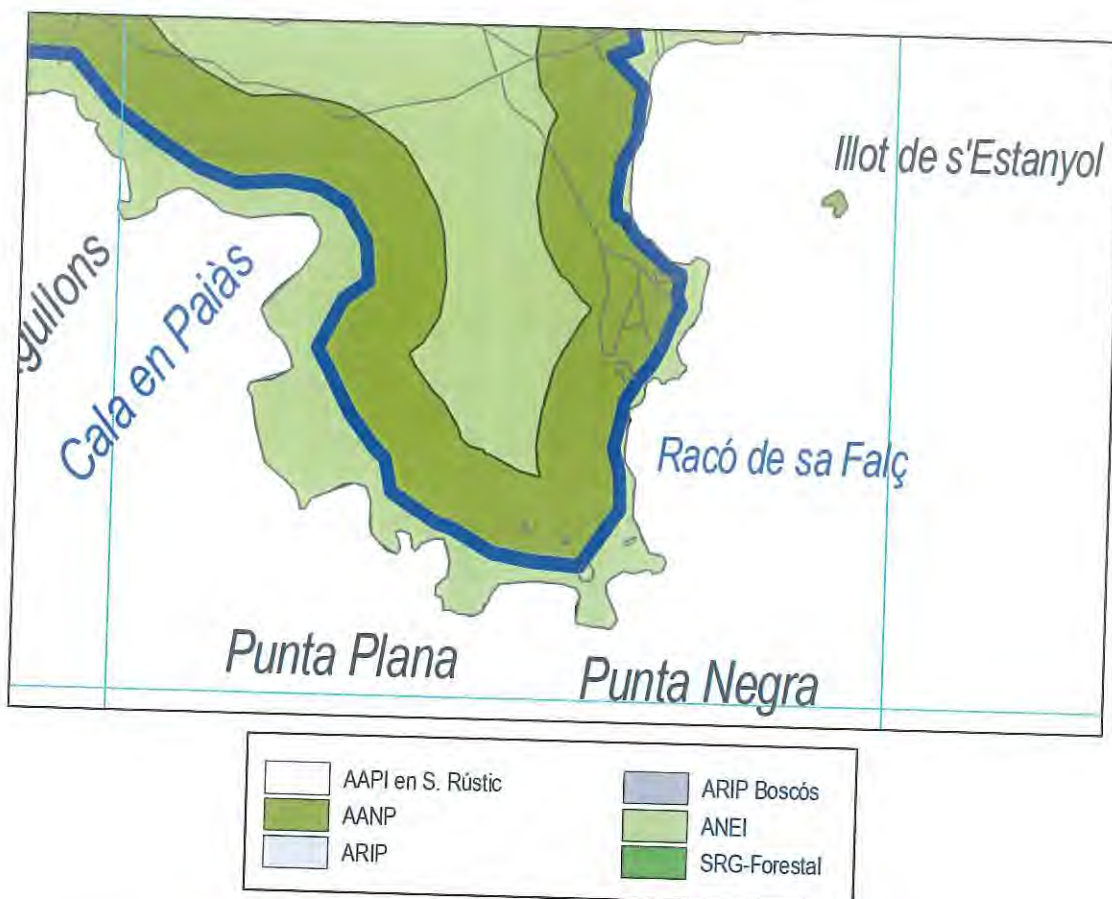 Illot de s'Estanyol
gullons
Cala en Paiàs
Racó de sa Falç
Punta Plana
Punta Negra
AAPI en S. Rústic
AANP
ARIP
ARIP Boscós
ANEI
SRG-Forestal